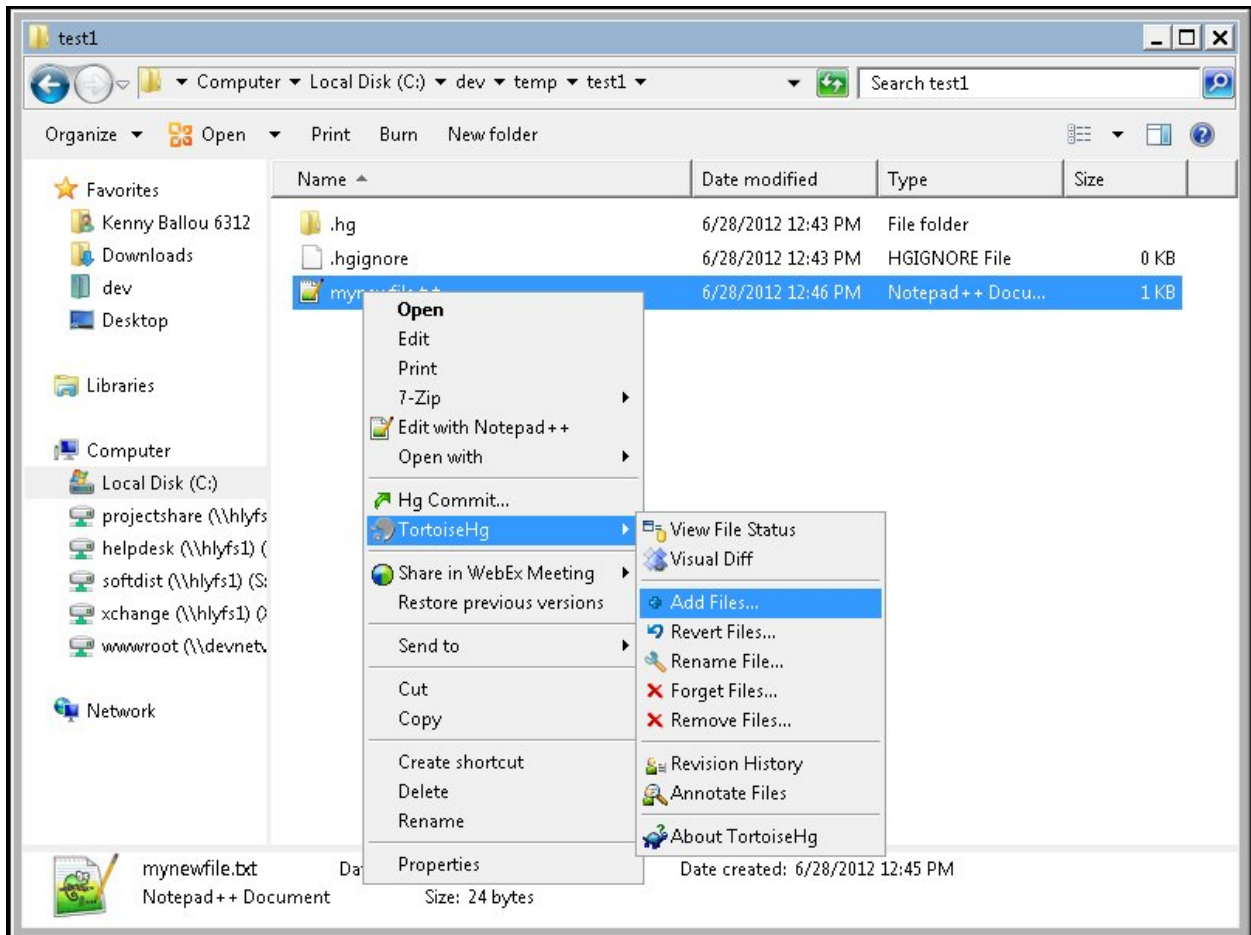 test1
Computer Local Disk (C:) dev temp test1 Search test1
Organize Open Print Burn New folder
Name Date modified Type Size
Favorites
Kenny Ballou 6312
Downloads
dev
Desktop
Libraries
Computer
Local Disk (C:)
projectshare (\\hlyfs
helpdesk (\\hlyfs1) (
softdist (\\hlyfs1) (S:
xchange (\\hlyfs1) (X
wwwroot (\\devnet.
Network
.hg 6/28/2012 12:43 PM File folder
.hgignore 6/28/2012 12:43 PM HGIGNORE File 0 KB
6/28/2012 12:46 PM Notepad++ Docu... 1 KB
Open
Edit
Print
7-Zip
Edit with Notepad++
Open with
Hg Commit...
TortoiseHg
Share in WebEx Meeting
Restore previous versions
Send to
Cut
Copy
Create shortcut
Delete
Rename
Properties
View File Status
Visual Diff
Add Files...
Revert Files...
Rename File...
Forget Files...
Remove Files...
Revision History
Annotate Files
About TortoiseHg
mynewfile.txt Da Date created: 6/28/2012 12:45 PM
Notepad++ Document Size: 24 bytes